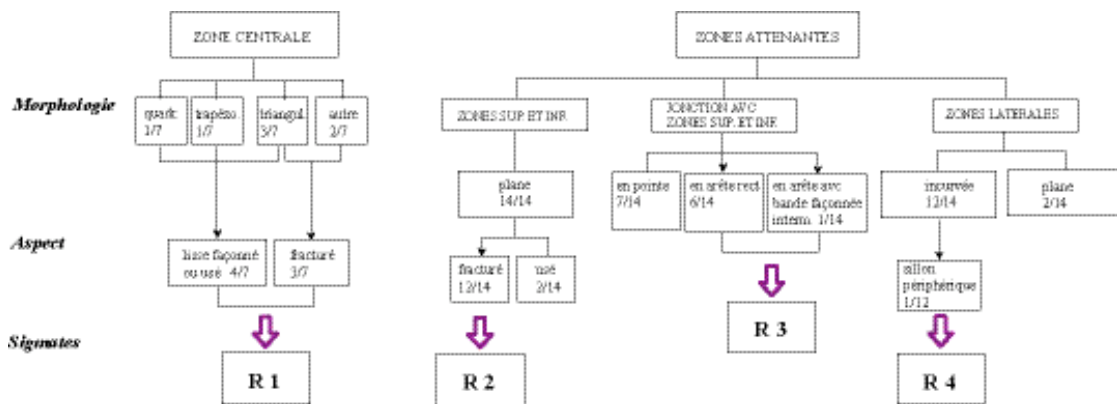 ZONE CENTRALE
ZONES ATTENANTES
Morphologie
quadr.
1/7
trapézo.
1/7
triangul.
3/7
autre
2/7
ZONES SUP. ET INF.
JONCTION AVC
ZONES SUP. ET INF.
ZONES LATERALES
plane
14/14
en pointe
7/14
en arête rect.
6/14
en arête avc
bande façonnée
interm. 1/14
incurvée
12/14
plane
2/14
Aspect
lisse façonné
ou usé 4/7
fracturé
3/7
fracturé
12/14
usé
2/14
sillon
périphérique
1/12
Sigmates
R 1
R 2
R 3
R 4